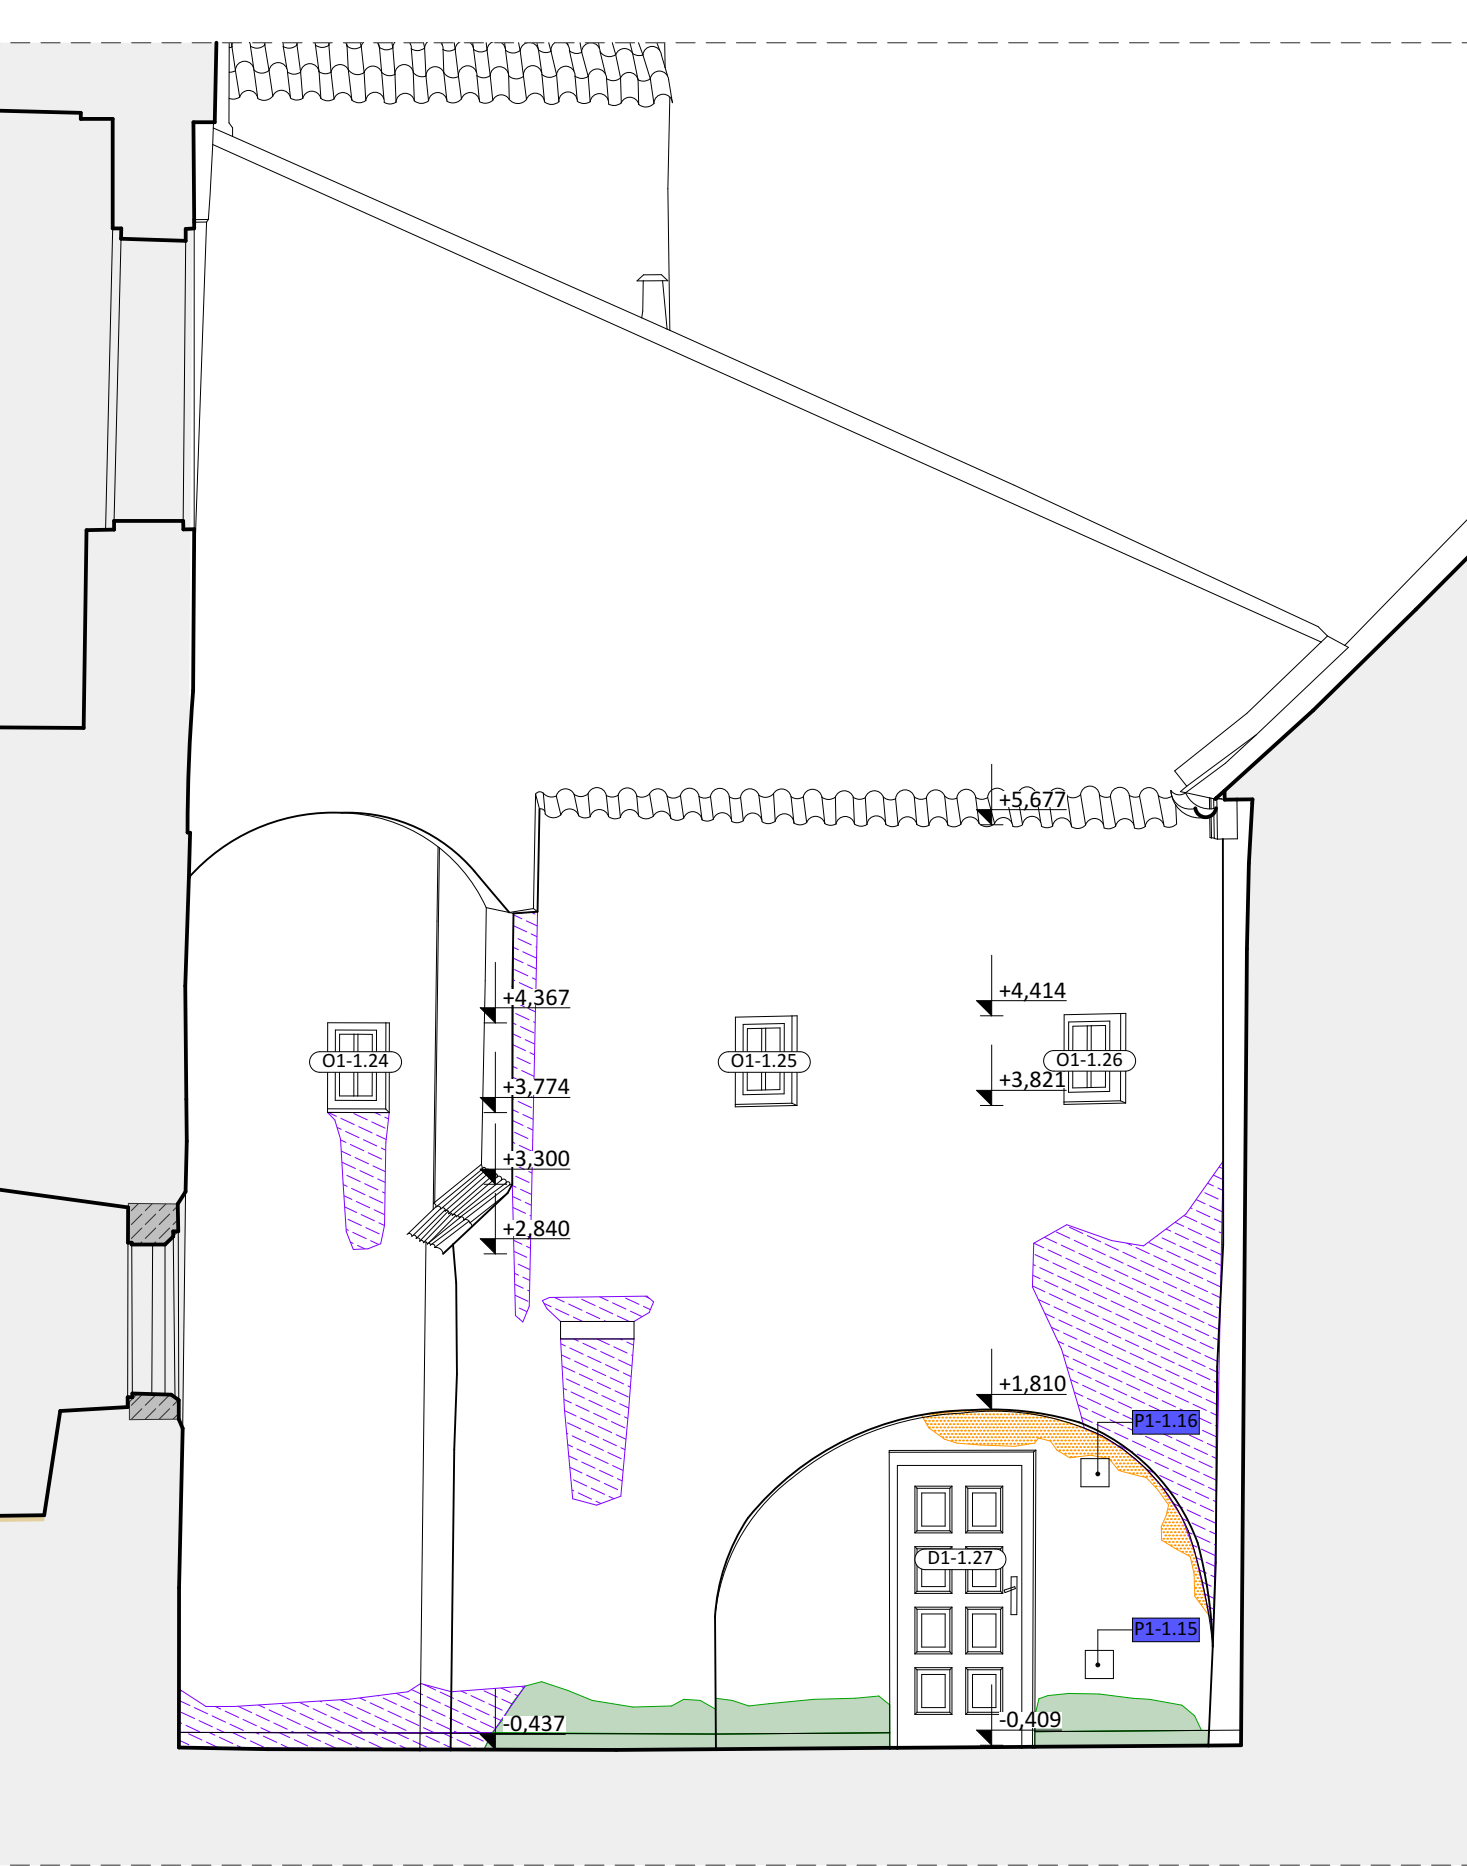 +5,677
+4,367
+4,414
O1-1.24
O1-1.25
O1-1.26
+3,774
+3,821
+3,300
+2,840
+1,810
P1-1.16
D1-1.27
P1-1.15
-0,437
-0,409